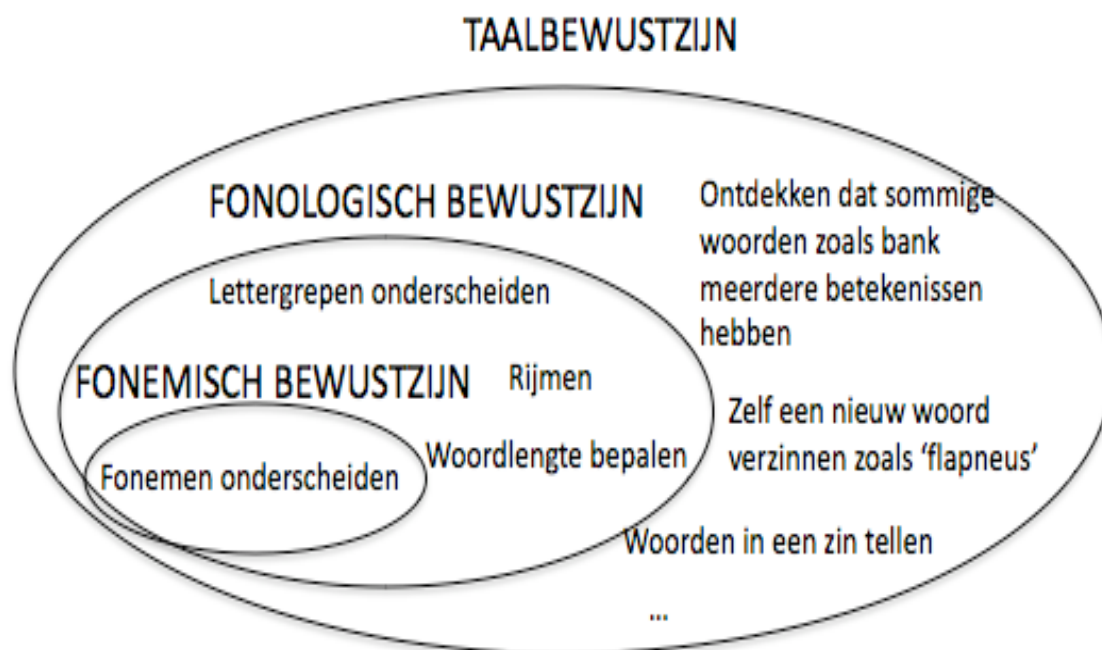 TAALBEWUSTZIJN
FONOLOGISCH BEWUSTZIJN
Lettergrepen onderscheiden
FONEMISCH BEWUSTZIJN
Rijmen
Fonemen onderscheiden
Woordlengte bepalen
Ontdekken dat sommige
woorden zoals bank
meerdere betekenissen
hebben
Zelf een nieuw woord
verzinnen zoals ‘flapneus’
Woorden in een zin tellen
...